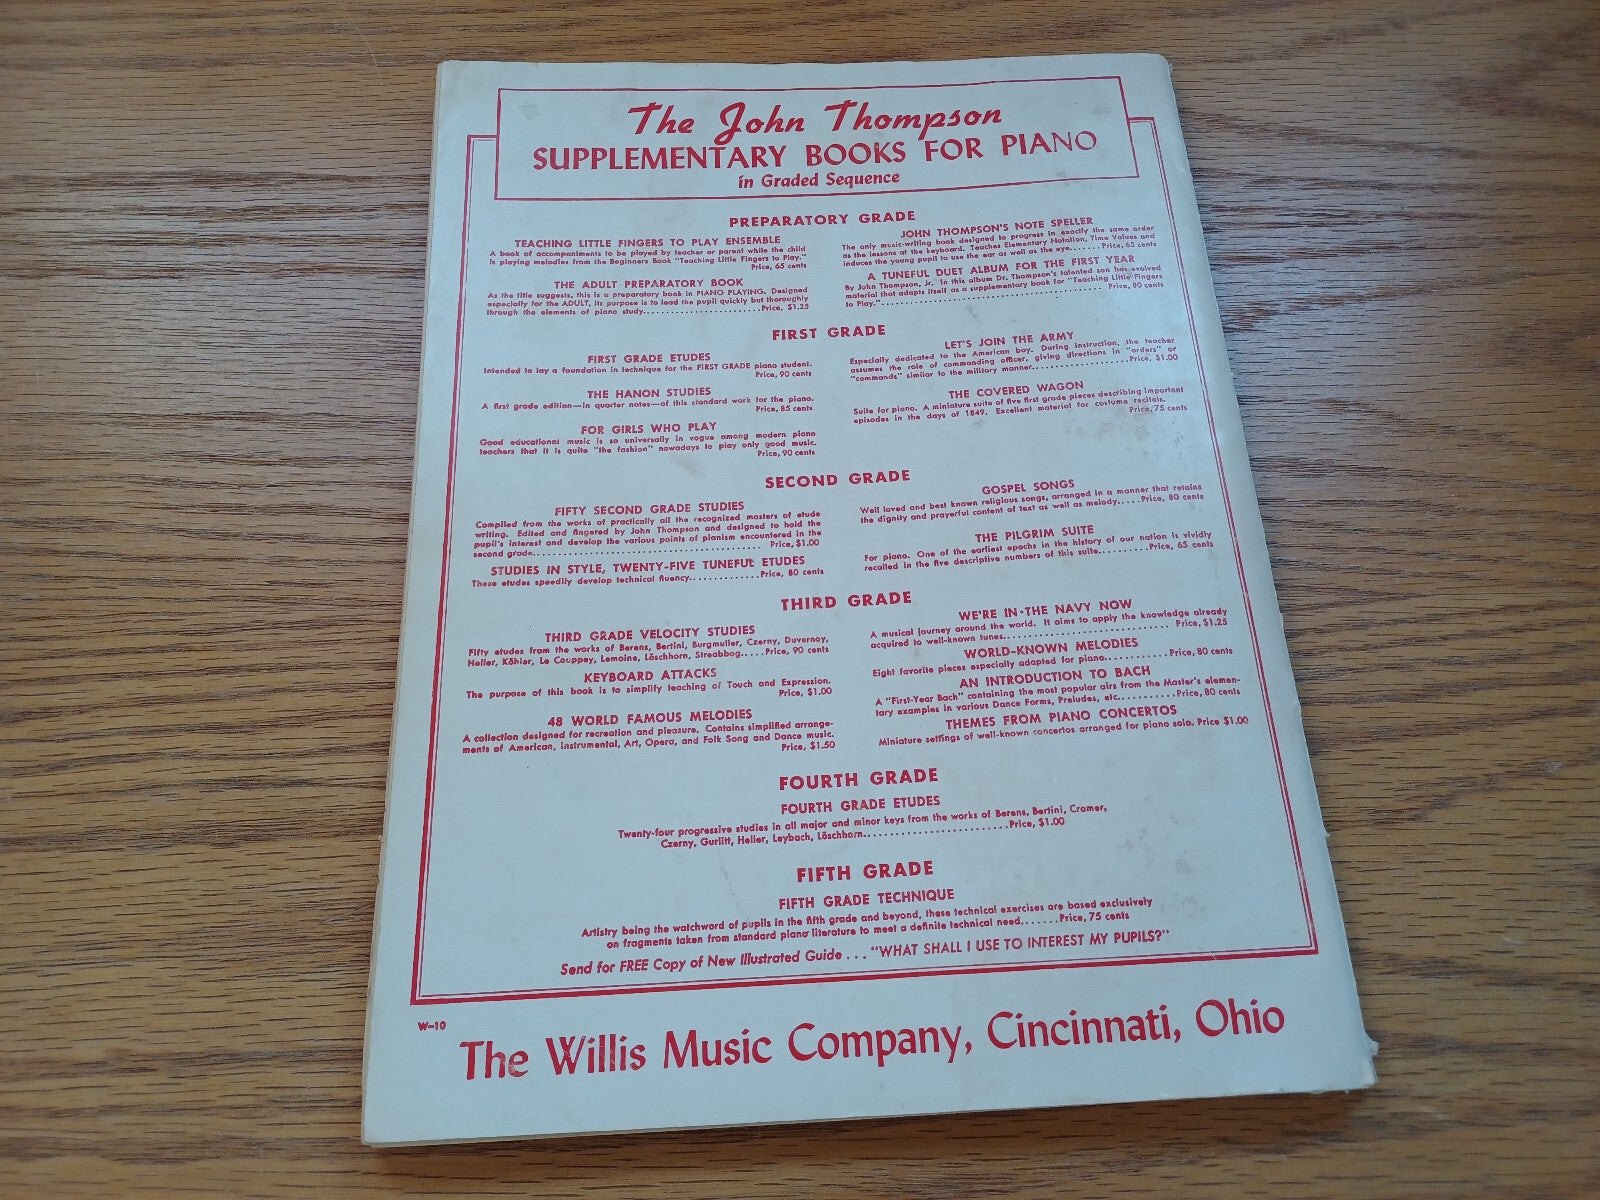 The John Thompson
SUPPLEMENTARY BOOKS FOR PIANO
in Graded Sequence
PREPARATORY GRADE
TEACHING LITTLE FINGERS TO PLAY ENSEMBLE
A book of accompaniments to be played by teacher or parent while the child
is playing melodies from the Beginners Book "Teaching Little Fingers to Play."
Price, 65 cents
THE ADULT PREPARATORY BOOK
As the title suggests, this is a preparatory book in PIANO PLAYING. Designed
especially for the ADULT, its purpose is to lead the pupil quickly but thoroughly
through the elements of piano study........................Price, $1.25
JOHN THOMPSON'S NOTE SPELLER
The only music-writing book designed to progress in exactly the same order
as the lessons at the keyboard. Teaches Elementary Notation, Time Values and
induces the young pupil to use the ear as well as the eye.......Price, 65 cents
A TUNEFUL DUET ALBUM FOR THE FIRST YEAR
By John Thompson, Jr. In this album Dr. Thompson's talented son has evolved
material that adapts itself as a supplementary book for "Teaching Little Fingers
to Play."............................................... Price, 80 cents
FIRST GRADE
FIRST GRADE ETUDES
Intended to lay a foundation in technique for the FIRST GRADE piano student.
Price, 90 cents
THE HANON STUDIES
A first grade edition—in quarter notes—of this standard work for the piano.
Price, 85 cents
FOR GIRLS WHO PLAY
Good educational music is so universally in vogue among modern piano
teachers that it is quite "the fashion" nowadays to play only good music.
Price, 90 cents
LET'S JOIN THE ARMY
Especially dedicated to the American boy. During instruction, the teacher
assumes the role of commanding officer, giving directions in "orders" or
"commands" similar to the military manner....................Price, $1.00
THE COVERED WAGON
Suite for piano. A miniature suite of five first grade pieces describing important
episodes in the days of 1849. Excellent material for costume recitals.
Price, 75 cents
SECOND GRADE
FIFTY SECOND GRADE STUDIES
Compiled from the works of practically all the recognized masters of etude
writing. Edited and fingered by John Thompson and designed to hold the
pupil's interest and develop the various points of pianism encountered in the
second grade............................................... Price, $1.00
STUDIES IN STYLE, TWENTY-FIVE TUNEFUL ETUDES
These etudes speedily develop technical fluency..............Price, 80 cents
GOSPEL SONGS
Well loved and best known religious songs, arranged in a manner that retains
the dignity and prayerful content of text as well as melody.....Price, 80 cents
THE PILGRIM SUITE
For piano. One of the earliest epochs in the history of our nation is vividly
recalled in the five descriptive numbers of this suite..........Price, 65 cents
THIRD GRADE
THIRD GRADE VELOCITY STUDIES
Fifty etudes from the works of Berens, Bertini, Burgmuller, Czerny, Duvernoy,
Heller, Köhler, Le Couppey, Lemoine, Löschhorn, Streabbog.....Price, 90 cents
KEYBOARD ATTACKS
The purpose of this book is to simplify teaching of Touch and Expression.
Price, $1.00
48 WORLD FAMOUS MELODIES
A collection designed for recreation and pleasure. Contains simplified arrange-
ments of American, Instrumental, Art, Opera, and Folk Song and Dance music.
Price, $1.50
WE'RE IN THE NAVY NOW
A musical journey around the world. It aims to apply the knowledge already
acquired to well-known tunes................................. Price, $1.25
WORLD-KNOWN MELODIES
Eight favorite pieces especially adapted for piano............Price, 80 cents
AN INTRODUCTION TO BACH
A "First-Year Bach" containing the most popular airs from the Master's elemen-
tary examples in various Dance Forms, Preludes, etc...........Price, 80 cents
THEMES FROM PIANO CONCERTOS
Miniature settings of well-known concertos arranged for piano solo. Price $1.00
FOURTH GRADE
FOURTH GRADE ETUDES
Twenty-four progressive studies in all major and minor keys from the works of Berens, Bertini, Cramer,
Czerny, Gurlitt, Heller, Leybach, Löschhorn..........................Price, $1.00
FIFTH GRADE
FIFTH GRADE TECHNIQUE
Artistry being the watchword of pupils in the fifth grade and beyond, these technical exercises are based exclusively
on fragments taken from standard piano literature to meet a definite technical need.......Price, 75 cents
Send for FREE Copy of New Illustrated Guide ... "WHAT SHALL I USE TO INTEREST MY PUPILS?"
W-10
The Willis Music Company, Cincinnati, Ohio